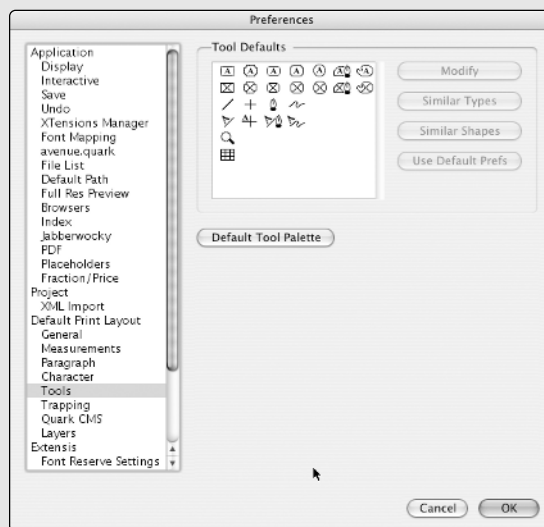 Preferences
Application
Display
Interactive
Save
Undo
XTensions Manager
Font Mapping
avenue.quark
File List
Default Path
Full Res Preview
Browsers
Index
Jabberwocky
PDF
Placeholders
Fraction/Price
Project
XML Import
Default Print Layout
General
Measurements
Paragraph
Character
Tools
Trapping
Quark CMS
Layers
Extensis
Font Reserve Settings
Tool Defaults
A A A A A A A
Modify
Similar Types
Similar Shapes
Use Default Prefs
Default Tool Palette
Cancel
OK